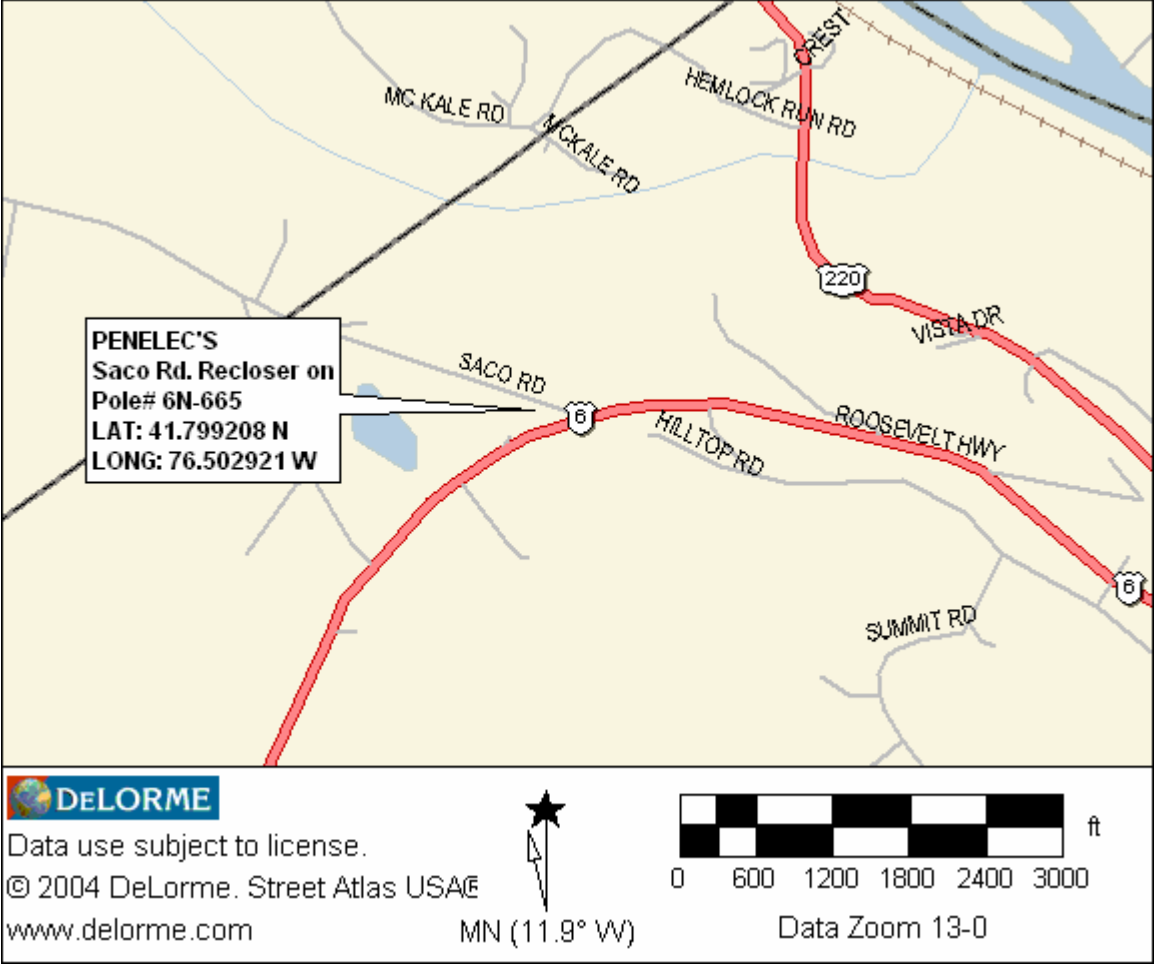 CREST
HEMLOCK RUN RD
MC KALE RD
MCKALE RD
220
VISTA DR
PENELEC'S
Saco Rd. Recloser on
Pole# 6N-665
LAT: 41.799208 N
LONG: 76.502921 W
SACO RD
6
HILLTOP RD
ROOSEVELT HWY
6
SUMMIT RD
DELORME
Data use subject to license.
© 2004 DeLorme. Street Atlas USA®
www.delorme.com
MN (11.9° W)
ft
0 600 1200 1800 2400 3000
Data Zoom 13-0